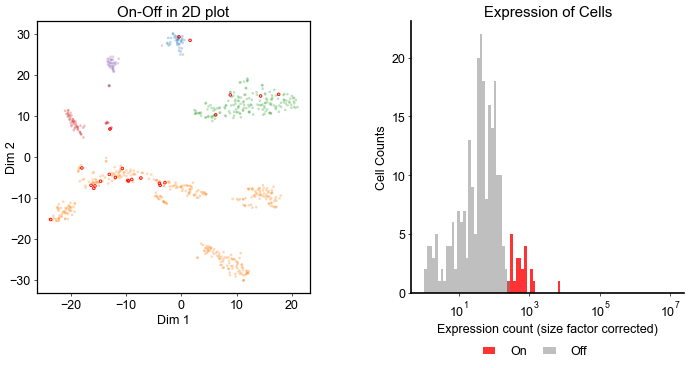 On-Off in 2D plot
30
20
10
0
−10
−20
−30
Dim 2
−20 −10 0 10 20
Dim 1
Expression of Cells
20
15
10
5
0
Cell Counts
10^1 10^3 10^5 10^7
Expression count (size factor corrected)
On Off